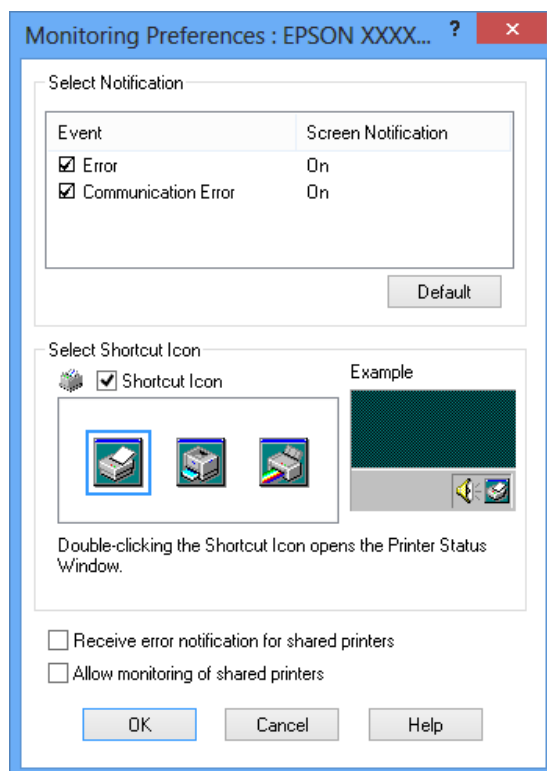 Monitoring Preferences : EPSON XXXX... ?
Select Notification
Event Screen Notification
Error On
Communication Error On
Default
Select Shortcut Icon
Shortcut Icon
Example
Double-clicking the Shortcut Icon opens the Printer Status
Window.
Receive error notification for shared printers
Allow monitoring of shared printers
OK Cancel Help